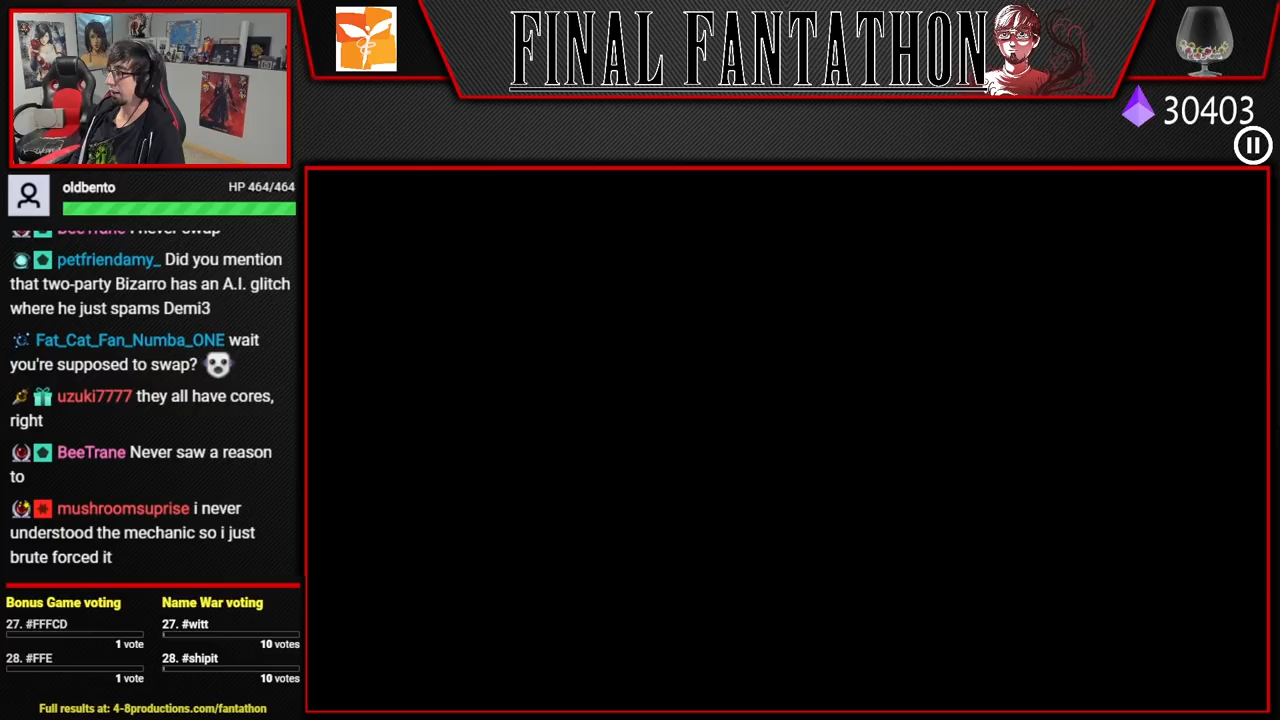 FINAL FANTATHON
30403
oldbento HP 464/464
BeeTrane I never swap
petfriendamy_ Did you mention
that two-party Bizarro has an A.I. glitch
where he just spams Demi3
Fat_Cat_Fan_Numba_ONE wait
you're supposed to swap?
uzuki7777 they all have cores,
right
BeeTrane Never saw a reason
to
mushroomsuprise i never
understood the mechanic so i just
brute forced it
Bonus Game voting
27. #FFFCD
1 vote
28. #FFE
1 vote
Name War voting
27. #witt
10 votes
28. #shipit
10 votes
Full results at: 4-8productions.com/fantathon